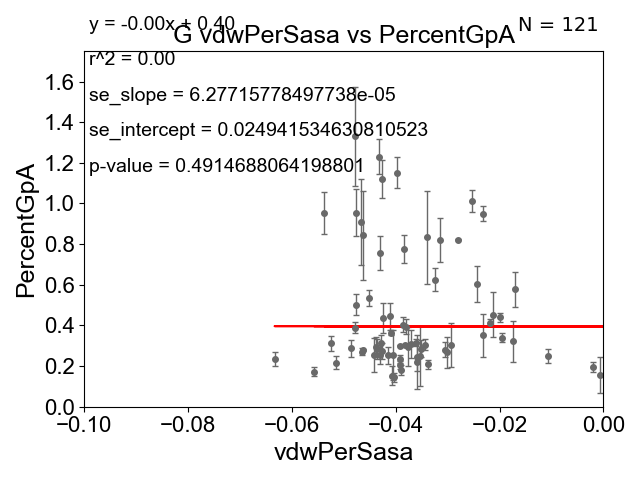 y = -0.00x + 0.40
G vdwPerSasa vs PercentGpA
N = 121
r^2 = 0.00
se_slope = 6.27715778497738e-05
se_intercept = 0.024941534630810523
p-value = 0.4914688064198801
PercentGpA
1.6
1.4
1.2
1.0
0.8
0.6
0.4
0.2
0.0
−0.10
−0.08
−0.06
−0.04
−0.02
0.00
vdwPerSasa